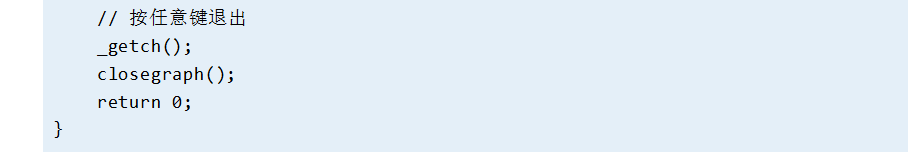 // 按任意键退出
_getch();
closegraph();
return 0;
}